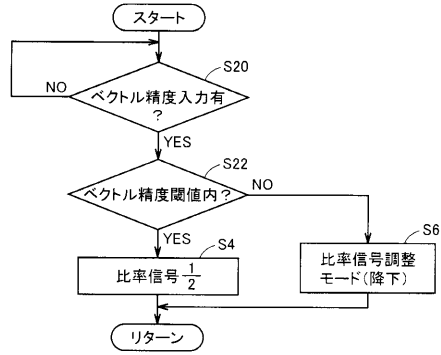 スタート
S20
NO
ベクトル精度入力有
?
YES
S22
ベクトル精度閾値内?
NO
YES
S4
S6
比率信号 1/2
比率信号調整
モード(降下)
リターン